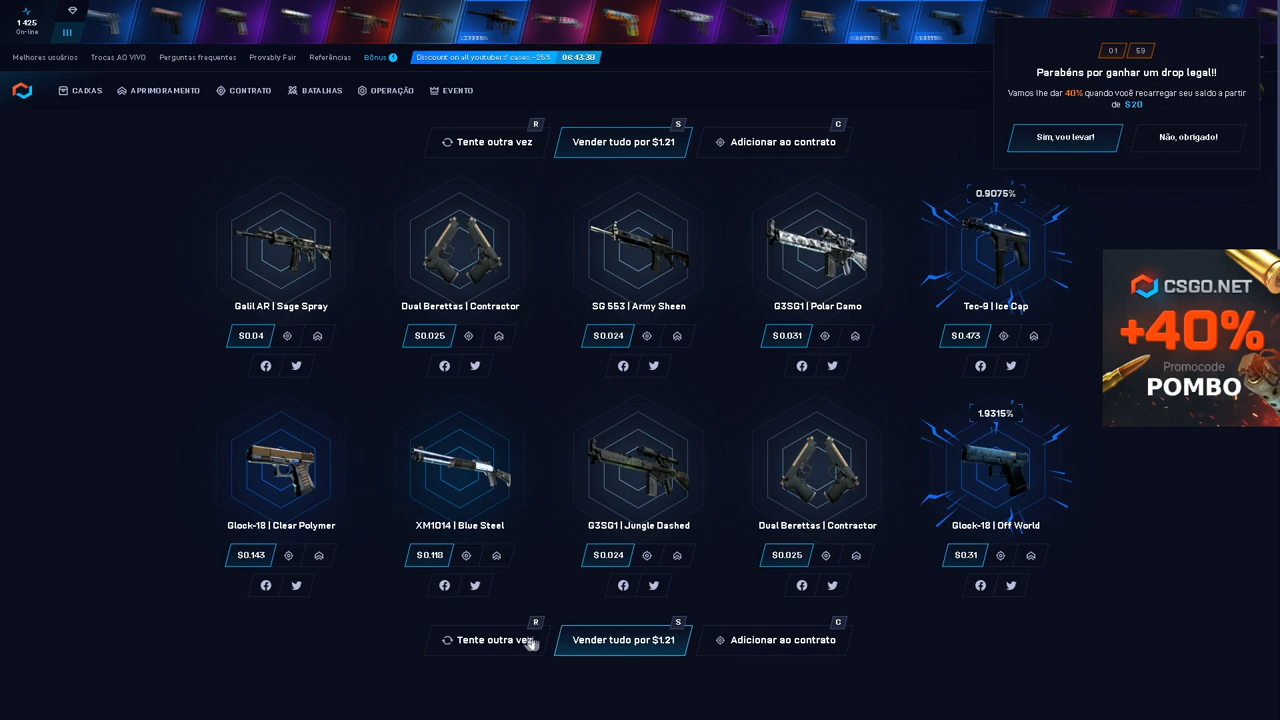 1 425
On-line
Melhores usuários Trocas AO VIVO Perguntas frequentes Provably Fair Referências Bônus
Discount on all youtubers' cases -25% 06:43:38
CAIXAS APRIMORAMENTO CONTRATO BATALHAS OPERAÇÃO EVENTO
01 59
Parabéns por ganhar um drop legal!!
Vamos lhe dar 40% quando você recarregar seu saldo a partir
de $20
Sim, vou levar! Não, obrigado!
R S C
Tente outra vez Vender tudo por $1.21 Adicionar ao contrato
0.9075%
Galil AR | Sage Spray Dual Berettas | Contractor SG 553 | Army Sheen G3SG1 | Polar Camo Tec-9 | Ice Cap
$0.04 $0.025 $0.024 $0.031 $0.473
CSGO.NET
+40%
Promocode
POMBO
1.9315%
Glock-18 | Clear Polymer XM1014 | Blue Steel G3SG1 | Jungle Dashed Dual Berettas | Contractor Glock-18 | Off World
$0.143 $0.118 $0.024 $0.025 $0.31
R S C
Tente outra vez Vender tudo por $1.21 Adicionar ao contrato